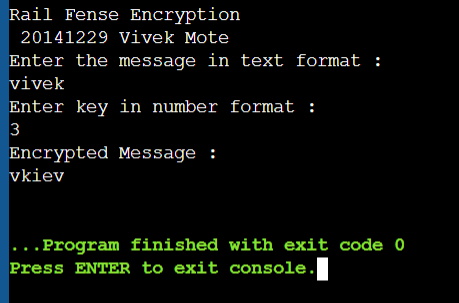 Rail Fense Encryption
 20141229 Vivek Mote
Enter the message in text format :
vivek
Enter key in number format :
3
Encrypted Message :
vkiev
...Program finished with exit code 0
Press ENTER to exit console.